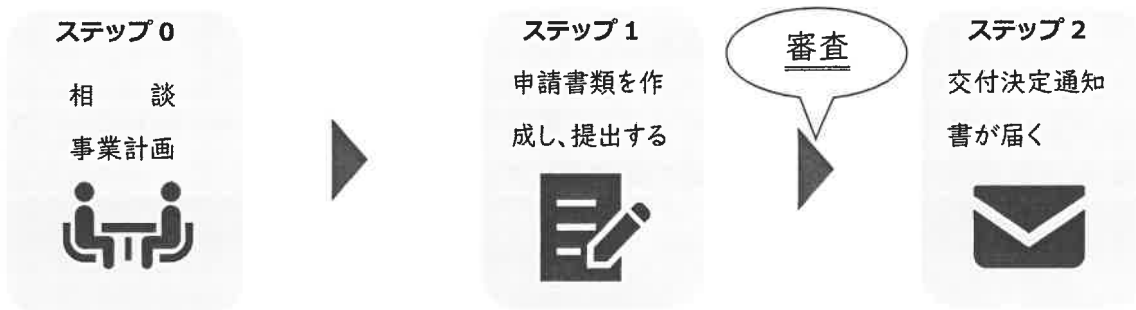 ステップ 0
相　談
事業計画
ステップ 1
申請書類を作
成し、提出する
審査
ステップ 2
交付決定通知
書が届く